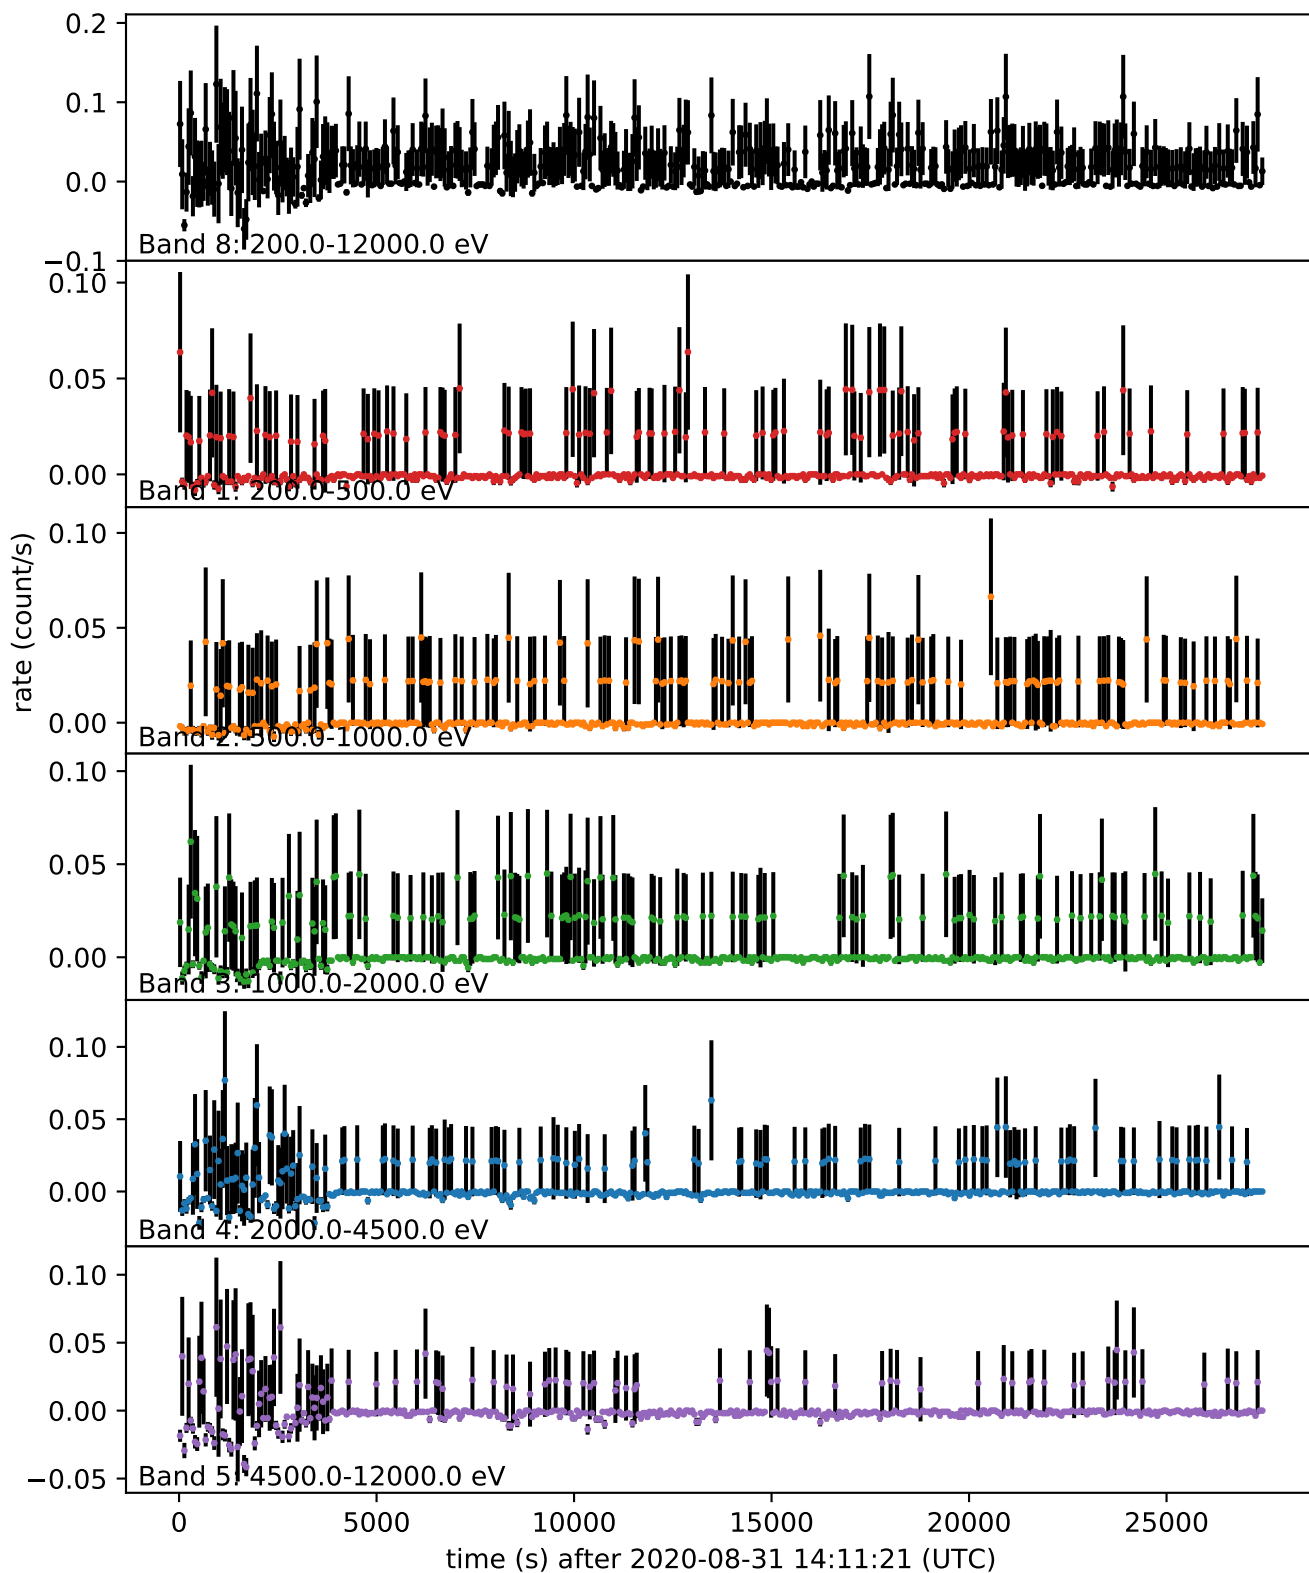 0.2
0.1
0.0
−0.1
Band 8: 200.0-12000.0 eV
0.10
0.05
0.00
Band 1: 200.0-500.0 eV
0.10
0.05
0.00
Band 2: 500.0-1000.0 eV
rate (count/s)
0.10
0.05
0.00
Band 3: 1000.0-2000.0 eV
0.10
0.05
0.00
Band 4: 2000.0-4500.0 eV
0.10
0.05
0.00
−0.05
Band 5: 4500.0-12000.0 eV
0 5000 10000 15000 20000 25000
time (s) after 2020-08-31 14:11:21 (UTC)